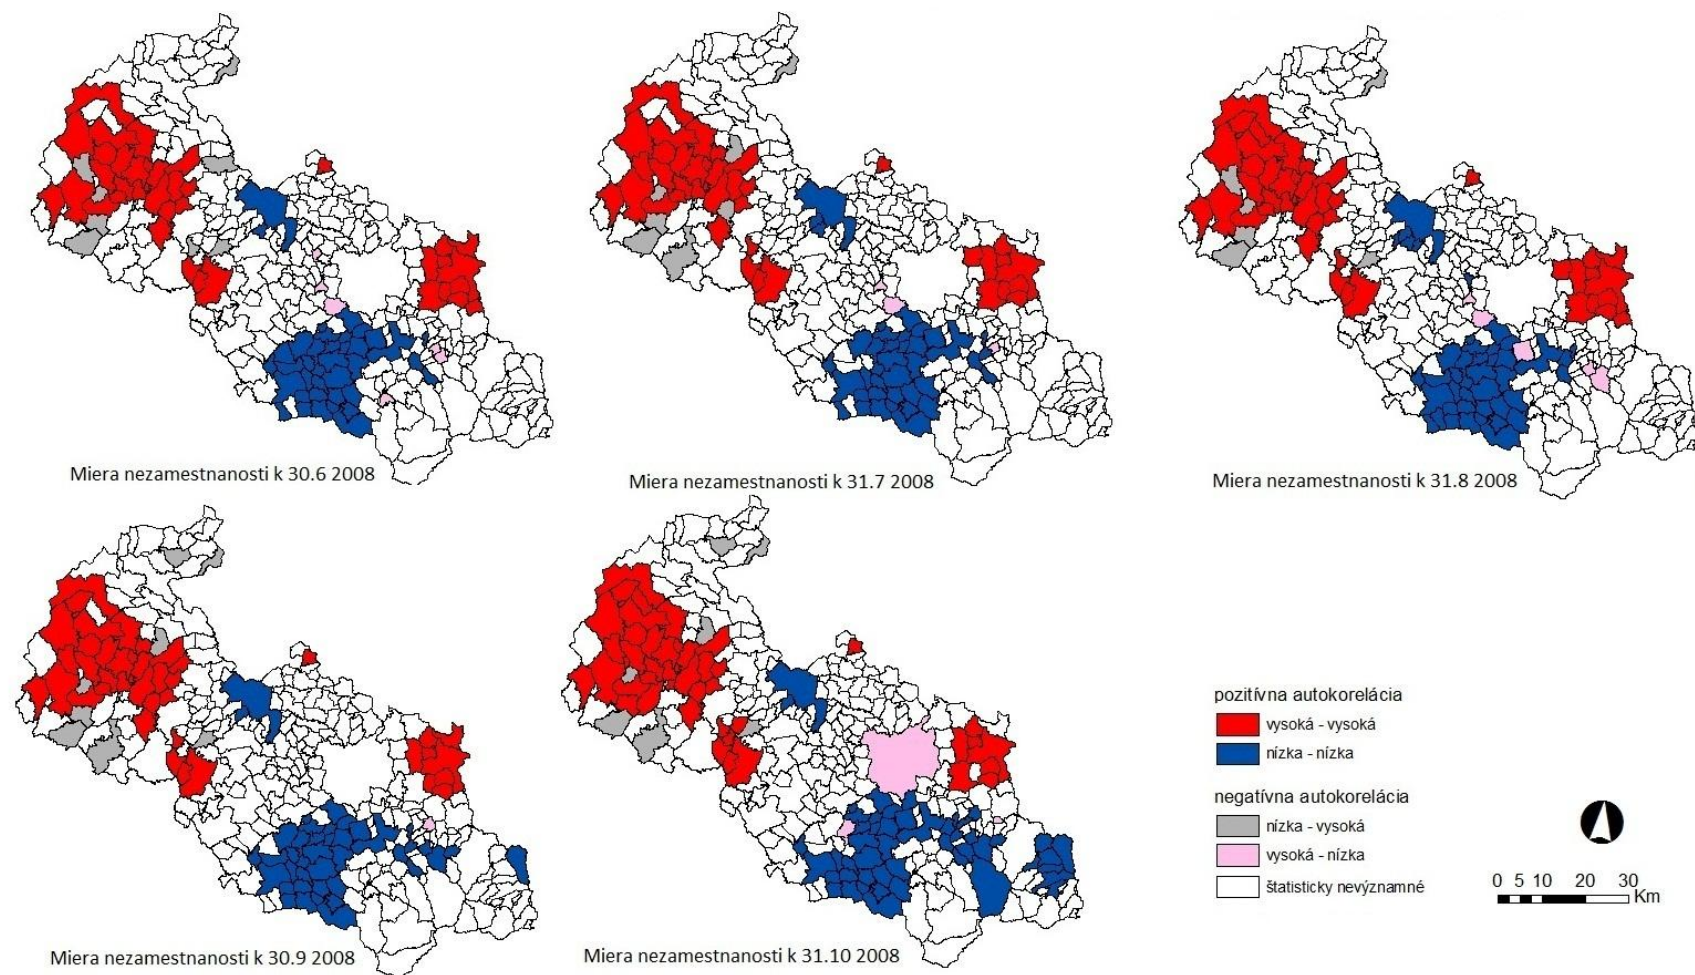 Miera nezamestnanosti k 30.6 2008
Miera nezamestnanosti k 31.7 2008
Miera nezamestnanosti k 31.8 2008
Miera nezamestnanosti k 30.9 2008
Miera nezamestnanosti k 31.10 2008
pozitívna autokorelácia
vysoká - vysoká
nízka - nízka
negatívna autokorelácia
nízka - vysoká
vysoká - nízka
štatisticky nevýznamné
0 5 10 20 30
Km